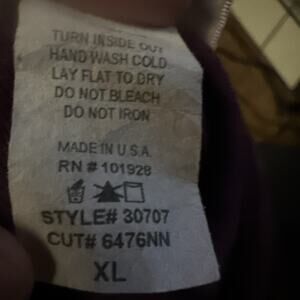 TURN INSIDE OUT
HAND WASH COLD
LAY FLAT TO DRY
DO NOT BLEACH
DO NOT IRON
MADE IN U.S.A.
RN # 101928
STYLE# 30707
CUT# 6476NN
XL